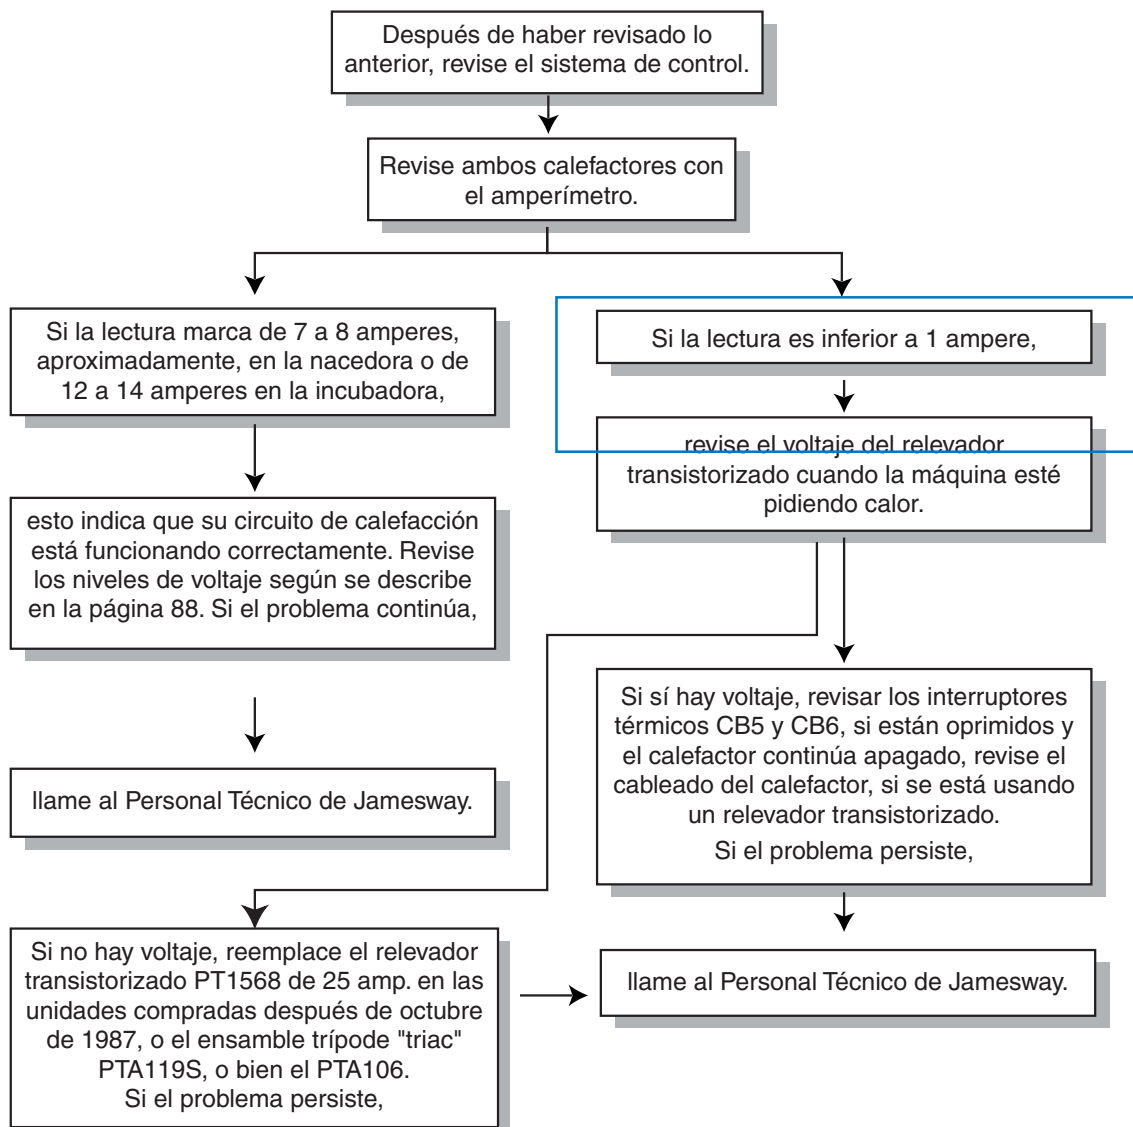 Después de haber revisado lo
anterior, revise el sistema de control.
Revise ambos calefactores con
el amperímetro.
Si la lectura marca de 7 a 8 amperes,
aproximadamente, en la nacedora o de
12 a 14 amperes en la incubadora,
esto indica que su circuito de calefacción
está funcionando correctamente. Revise
los niveles de voltaje según se describe
en la página 88. Si el problema continúa,
llame al Personal Técnico de Jamesway.
Si la lectura es inferior a 1 ampere,
revise el voltaje del relevador
transistorizado cuando la máquina esté
pidiendo calor.
Si sí hay voltaje, revisar los interruptores
térmicos CB5 y CB6, si están oprimidos y
el calefactor continúa apagado, revise el
cableado del calefactor, si se está usando
un relevador transistorizado.
Si el problema persiste,
Si no hay voltaje, reemplace el relevador
transistorizado PT1568 de 25 amp. en las
unidades compradas después de octubre
de 1987, o el ensamble trípode "triac"
PTA119S, o bien el PTA106.
Si el problema persiste,
llame al Personal Técnico de Jamesway.